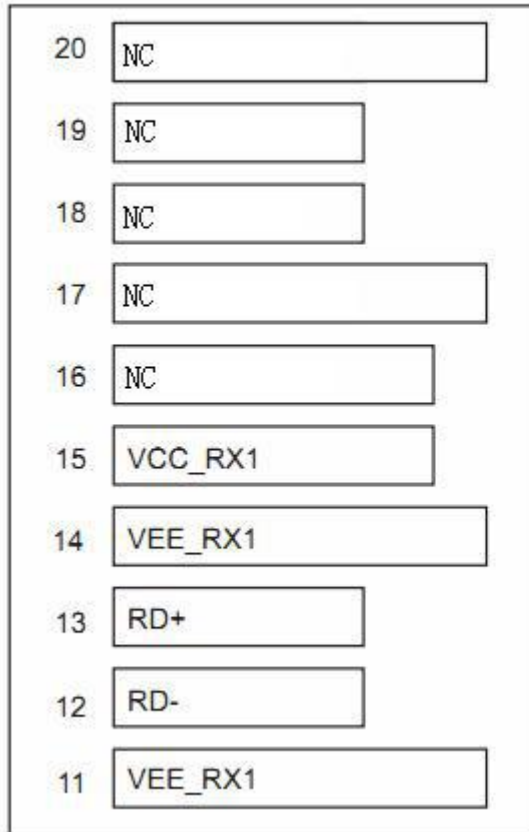 20 NC
19 NC
18 NC
17 NC
16 NC
15 VCC_RX1
14 VEE_RX1
13 RD+
12 RD-
11 VEE_RX1